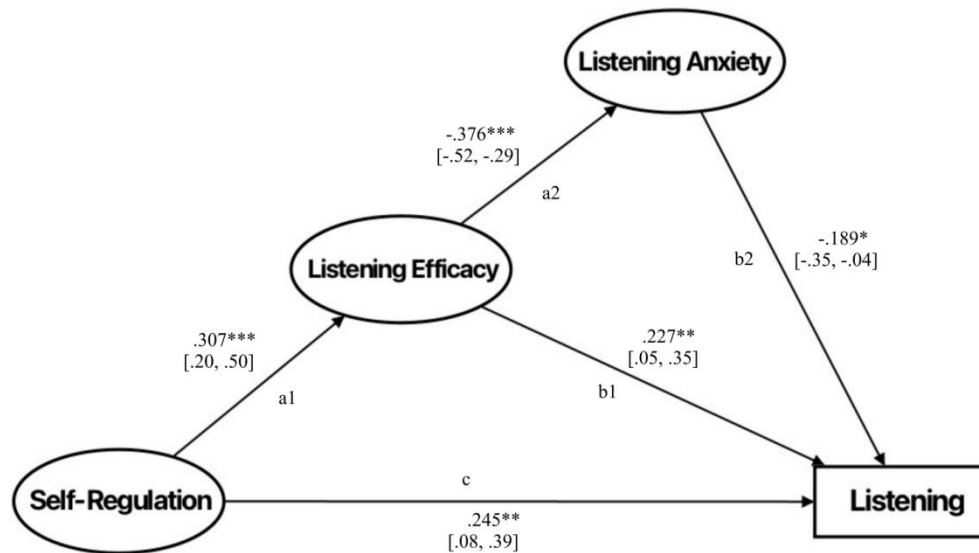 Listening Anxiety
-.376***
[-.52, -.29]
a2
-.189*
[-.35, -.04]
b2
Listening Efficacy
.307***
[.20, .50]
a1
.227**
[.05, .35]
b1
Self-Regulation
c
.245**
[.08, .39]
Listening